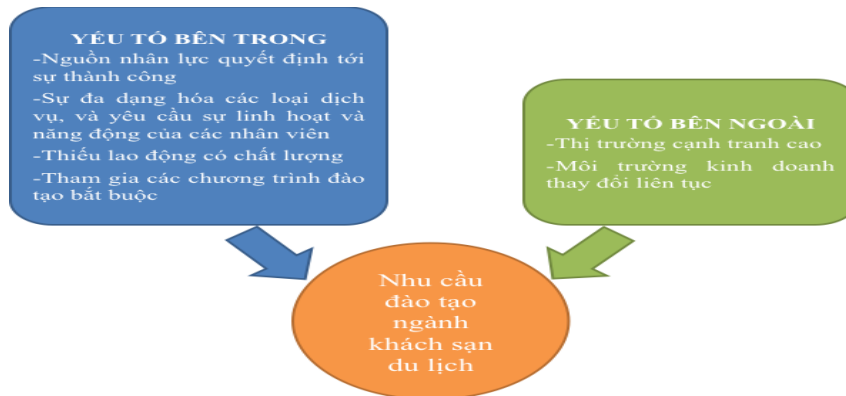 YẾU TÓ BÊN TRONG
-Nguồn nhân lực quyết định tới
sự thành công
-Sự đa dạng hóa các loại dịch
vụ, và yêu cầu sự linh hoạt và
năng động của các nhân viên
-Thiếu lao động có chất lượng
-Tham gia các chương trình đào
tạo bắt buộc
YẾU TÓ BÊN NGOÀI
-Thị trường cạnh tranh cao
-Môi trường kinh doanh
thay đổi liên tục
Nhu cầu
đào tạo
ngành
khách sạn
du lịch